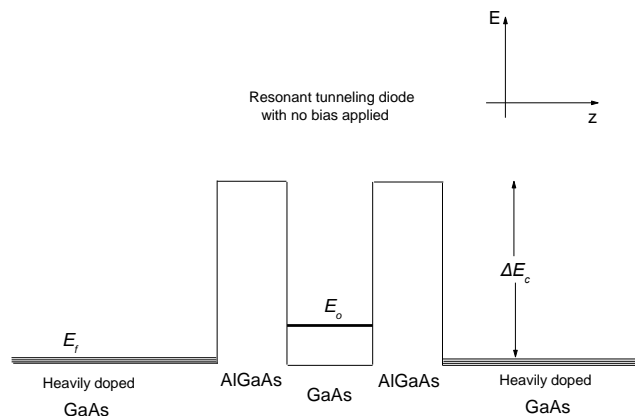 E
Resonant tunneling diode
with no bias applied
z
E_o
ΔE_c
E_f
Heavily doped
GaAs
AlGaAs
GaAs
AlGaAs
Heavily doped
GaAs